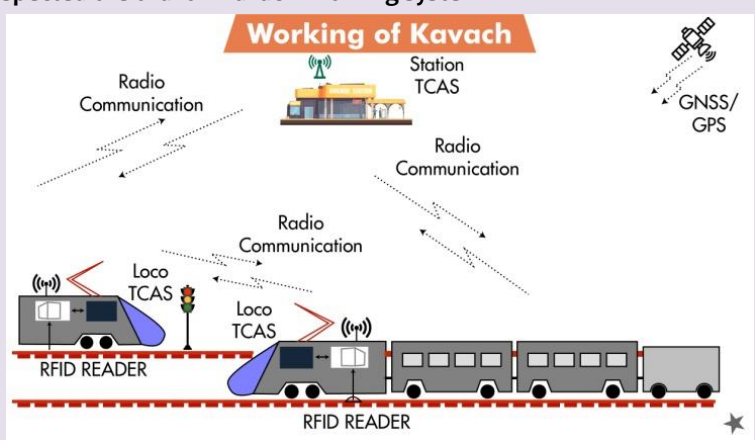 Working of Kavach
Station
TCAS
Radio
Communication
GNSS/
GPS
Radio
Communication
Radio
Communication
Loco
TCAS
Loco
TCAS
RFID READER
RFID READER